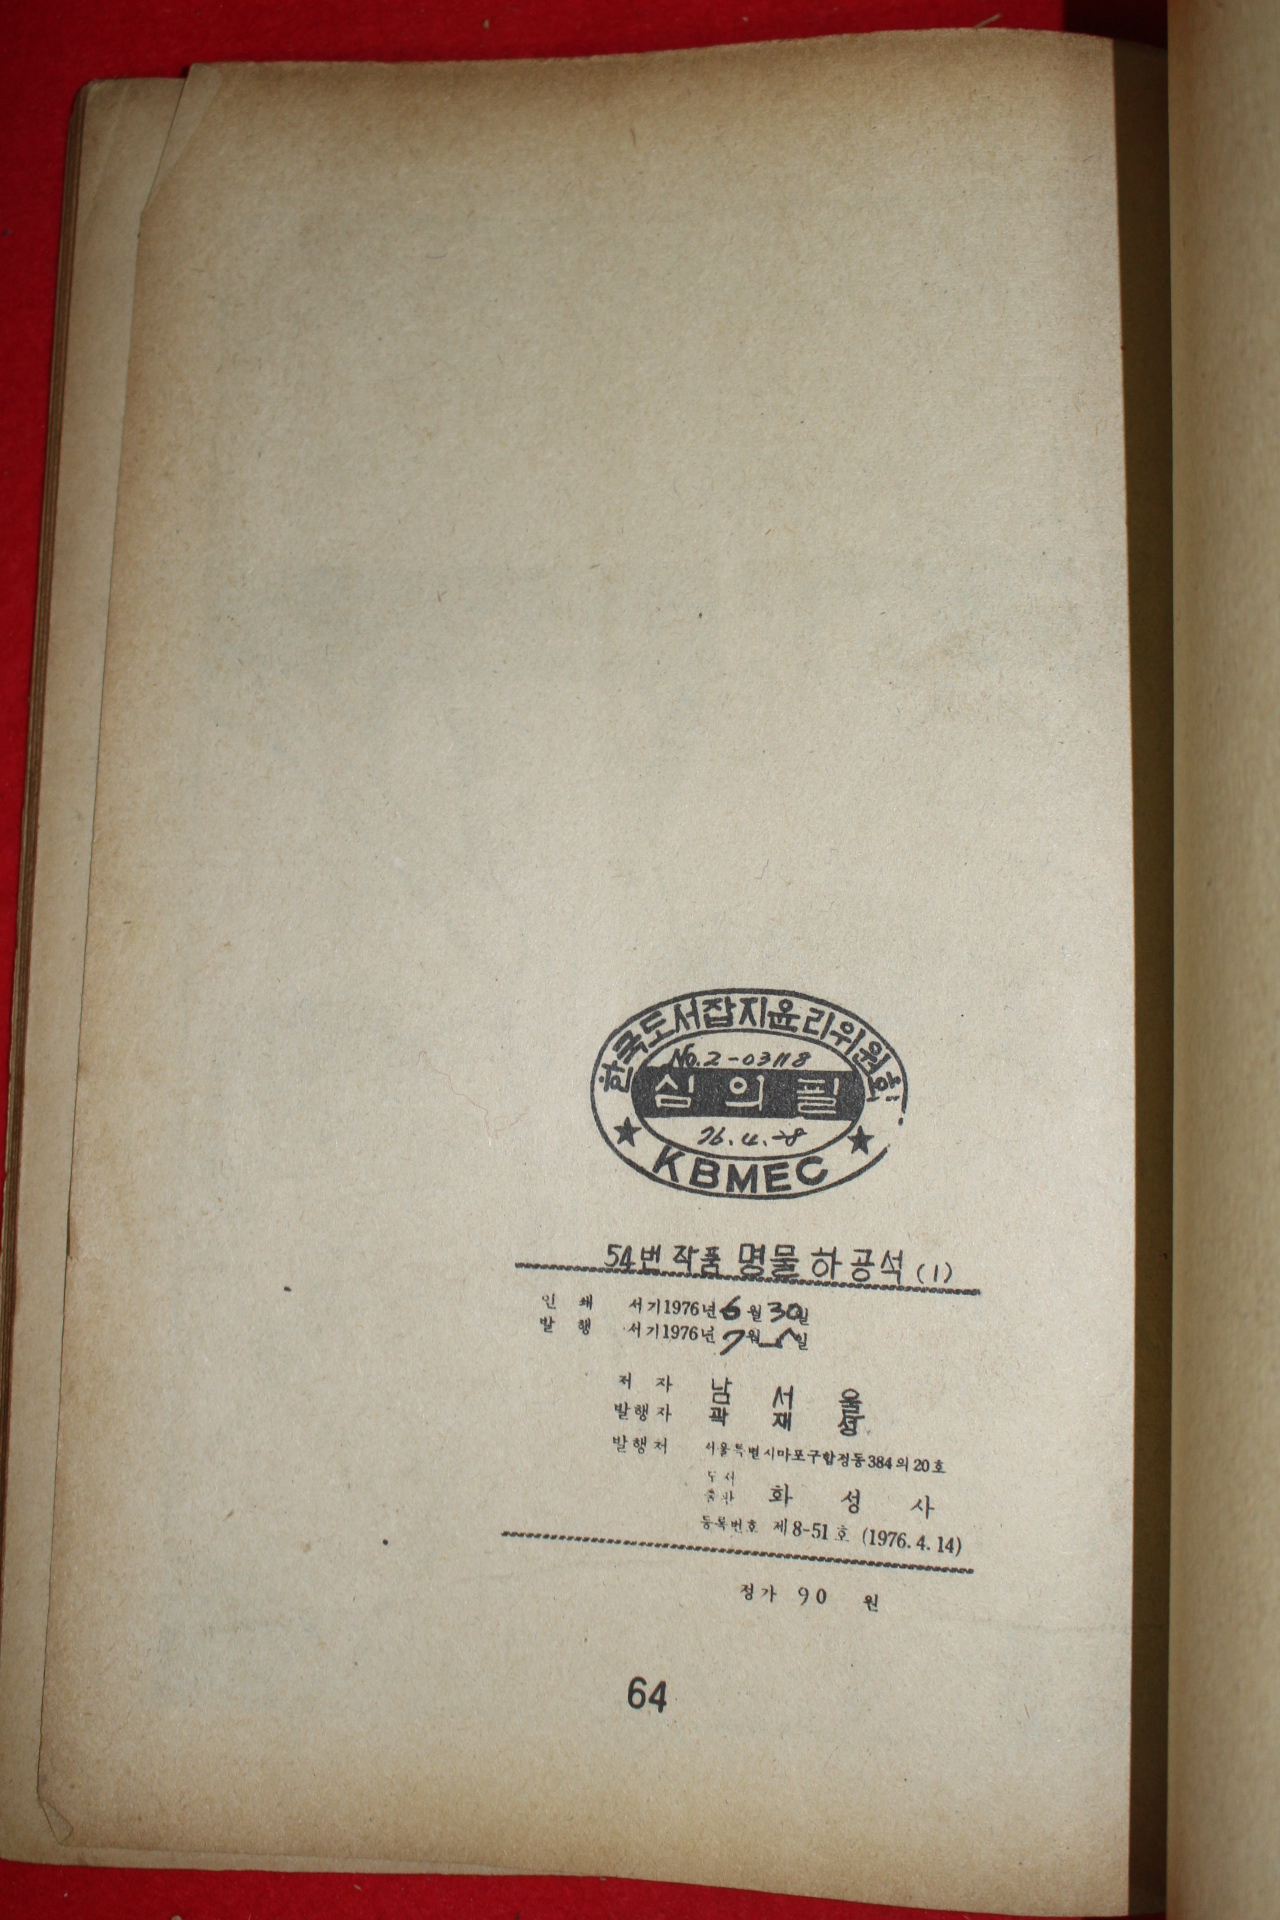 한국도서잡지윤리위원회
No. 2-03118
심의필
76. 4. 28
★ KBMEC ★
54번 작품 명물 하공석 (1)
인 쇄 서기1976년 6월 30일
발 행 서기1976년 7월 일
저 자 남 서 울
발행자 곽 재 성
발행처 서울특별시마포구합정동384의20호
도서
출판 화 성 사
등록번호 제8-51호 (1976. 4. 14)
정가 90 원
64